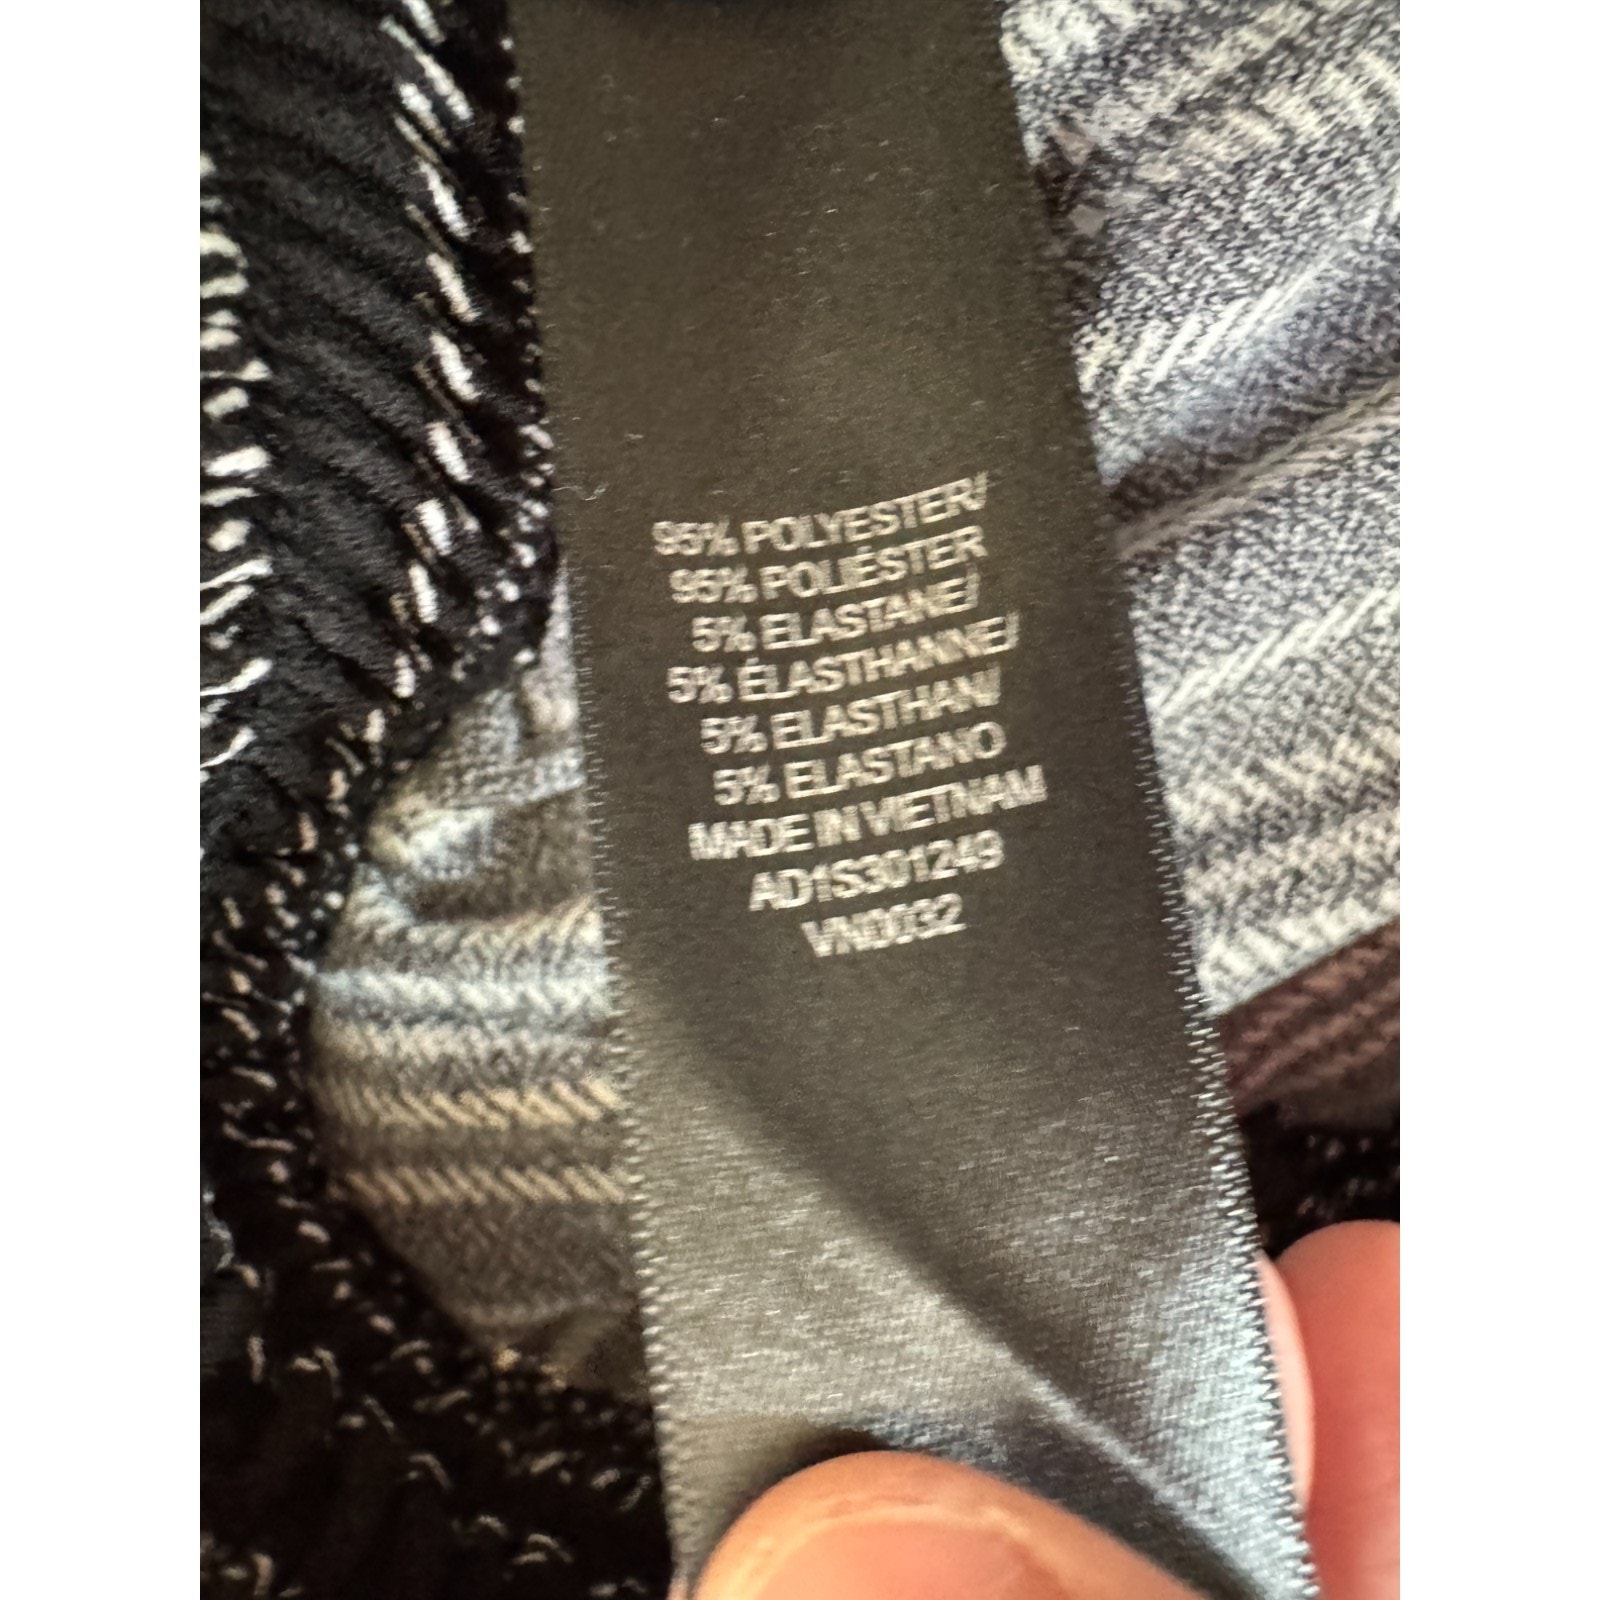 95% POLYESTER/
95% POLIÉSTER
5% ELASTANE/
5% ÉLASTHANNE/
5% ELASTHAN/
5% ELASTANO
MADE IN VIETNAM
AD1S301249
VN0032